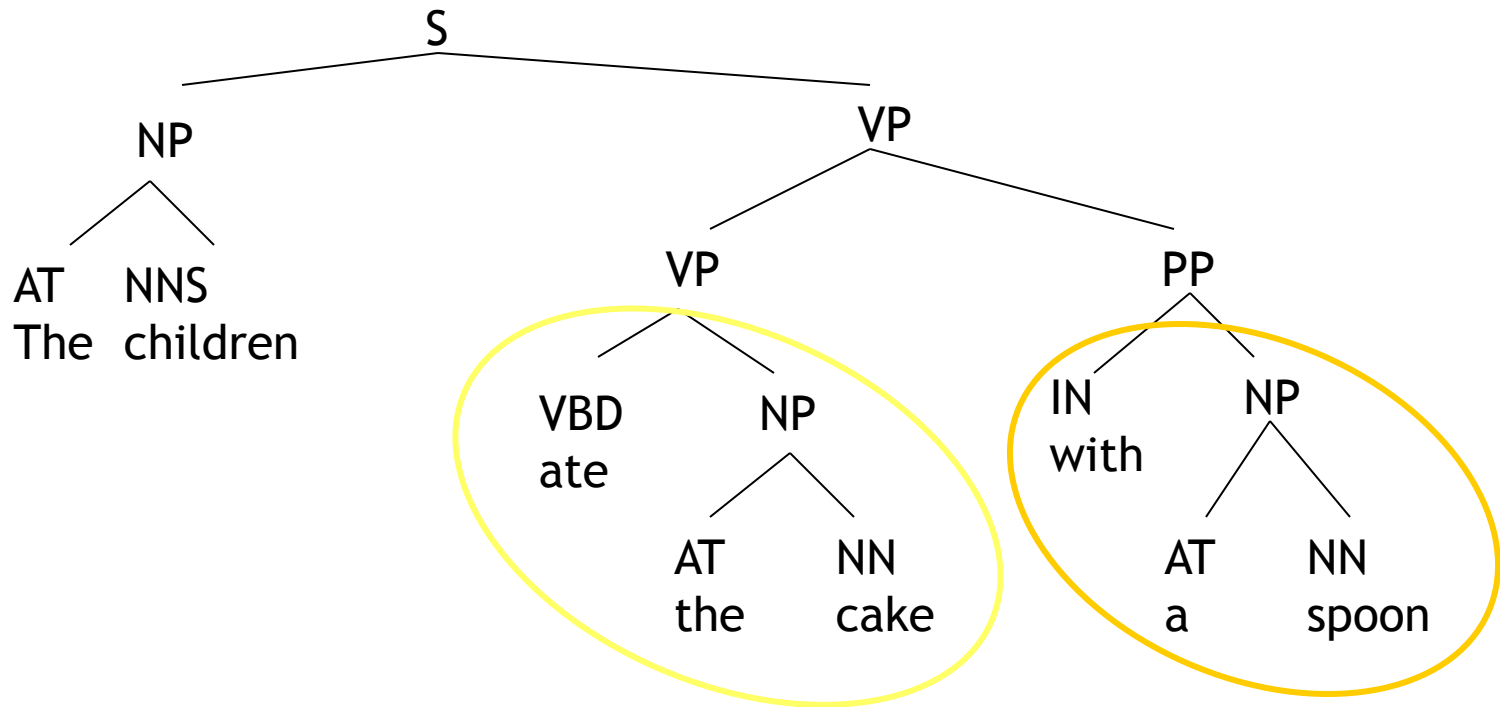 S
NP VP
VP PP
AT NNS
The children
VBD NP IN NP
ate with
AT NN AT NN
the cake a spoon